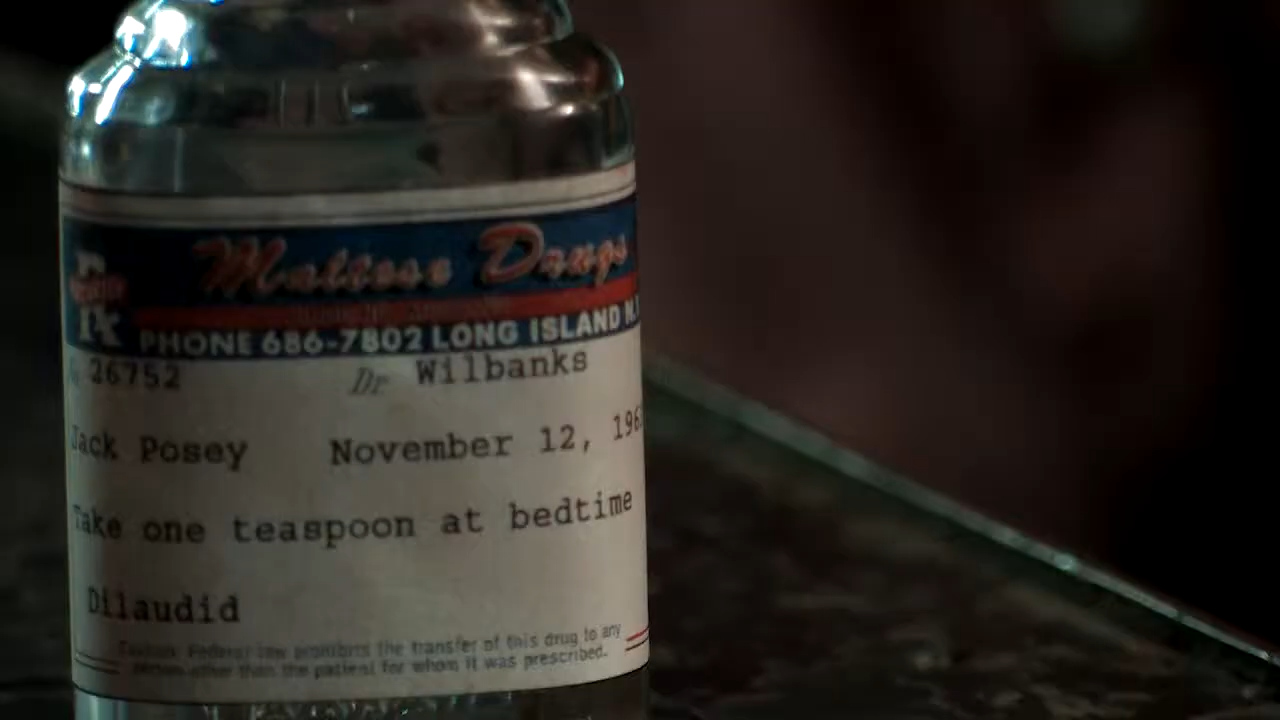 Maltese Drugs
Rx
PHONE 686-7802 LONG ISLAND N.
26752 Dr Wilbanks
Jack Posey November 12, 196
Take one teaspoon at bedtime
Dilaudid
Caution: Federal law prohibits the transfer of this drug to any
person other than the patient for whom it was prescribed.